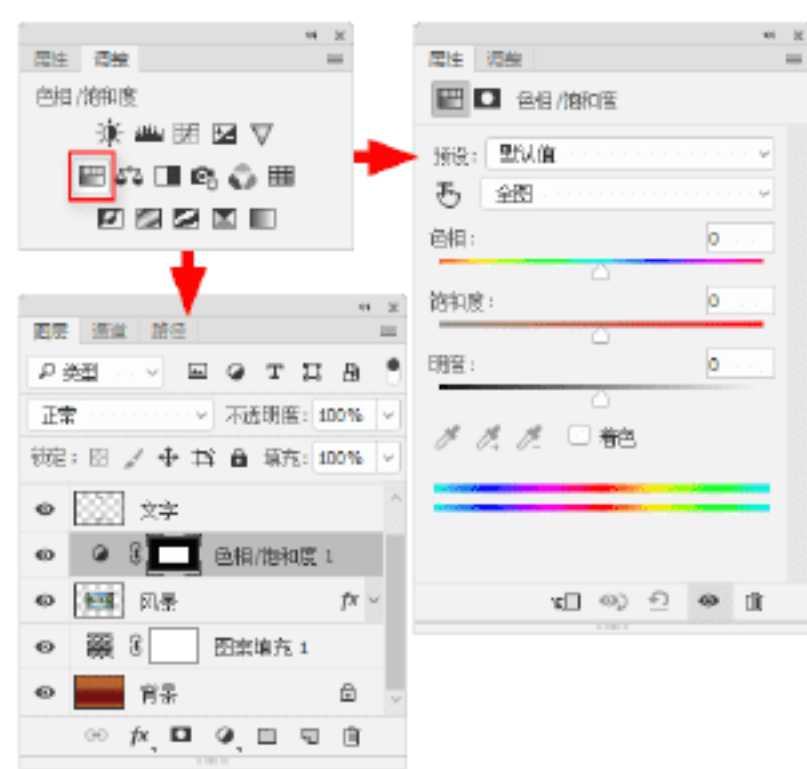 属性 调整
色相/饱和度
图层 通道 路径
类型
正常 不透明度: 100%
锁定: 填充: 100%
文字
色相/饱和度 1
风景 fx
图案填充 1
背景
fx
属性 调整
色相/饱和度
预设: 默认值
全图
色相: 0
饱和度: 0
明度: 0
着色